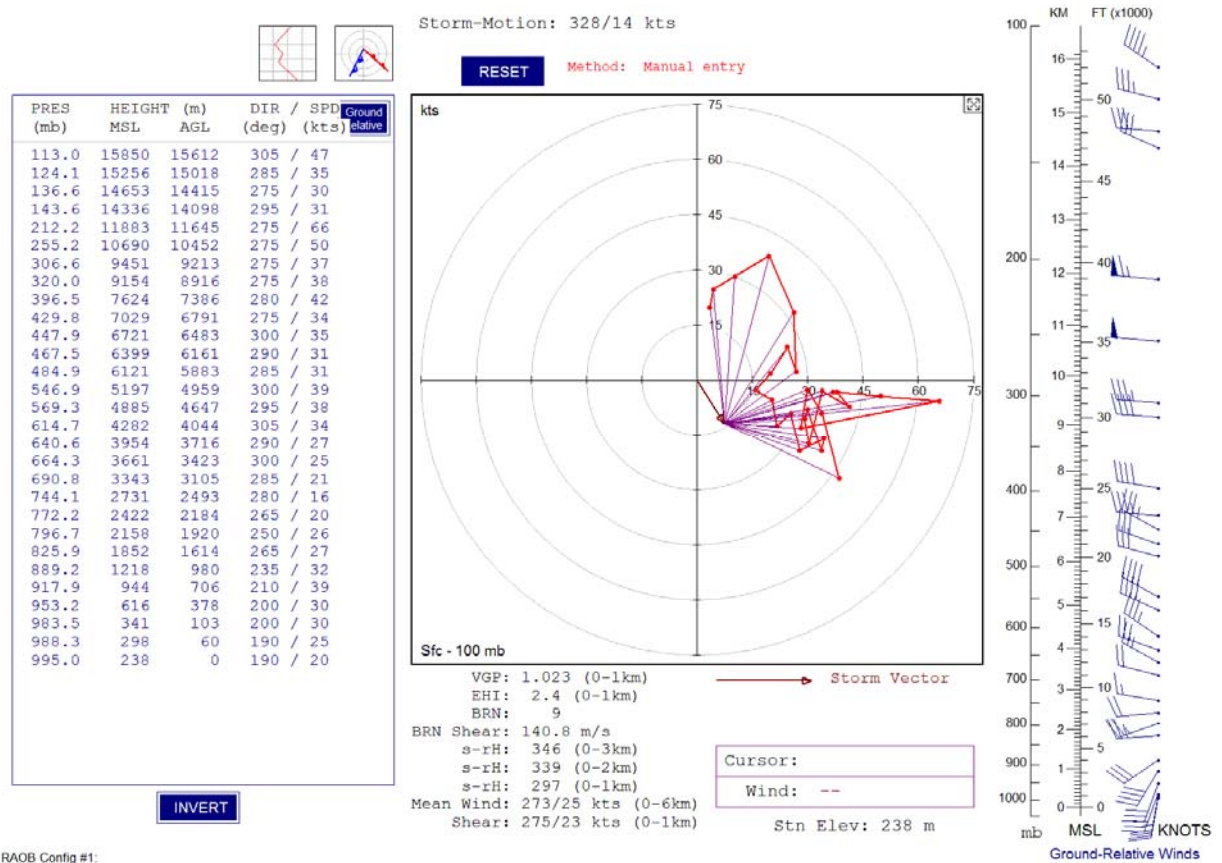 Storm-Motion: 328/14 kts
RESET
Method: Manual entry
PRES HEIGHT (m) DIR / SPD
(mb) MSL AGL (deg) (kts)
Ground
elative
113.0 15850 15612 305 / 47
124.1 15256 15018 285 / 35
136.6 14653 14415 275 / 30
143.6 14336 14098 295 / 31
212.2 11883 11645 275 / 66
255.2 10690 10452 275 / 50
306.6 9451 9213 275 / 37
320.0 9154 8916 275 / 38
396.5 7624 7386 280 / 42
429.8 7029 6791 275 / 34
447.9 6721 6483 300 / 35
467.5 6399 6161 290 / 31
484.9 6121 5883 285 / 31
546.9 5197 4959 300 / 39
569.3 4885 4647 295 / 38
614.7 4282 4044 305 / 34
640.6 3954 3716 290 / 27
664.3 3661 3423 300 / 25
690.8 3343 3105 285 / 21
744.1 2731 2493 280 / 16
772.2 2422 2184 265 / 20
796.7 2158 1920 250 / 26
825.9 1852 1614 265 / 27
889.2 1218 980 235 / 32
917.9 944 706 210 / 39
953.2 616 378 200 / 30
983.5 341 103 200 / 30
988.3 298 60 190 / 25
995.0 238 0 190 / 20
INVERT
RAOB Config #1:
kts
75
60
45
30
15
15 30 45 60 75
Sfc - 100 mb
VGP: 1.023 (0-1km)
EHI: 2.4 (0-1km)
BRN: 9
BRN Shear: 140.8 m/s
s-rH: 346 (0-3km)
s-rH: 339 (0-2km)
s-rH: 297 (0-1km)
Mean Wind: 273/25 kts (0-6km)
Shear: 275/23 kts (0-1km)
Storm Vector
Cursor:
Wind: --
Stn Elev: 238 m
KM FT (x1000)
100
200
300
400
500
600
700
800
900
1000
mb
16
15
14
13
12
11
10
9
8
7
6
5
4
3
2
1
0
MSL
50
45
40
35
30
25
20
15
10
5
0
KNOTS
Ground-Relative Winds